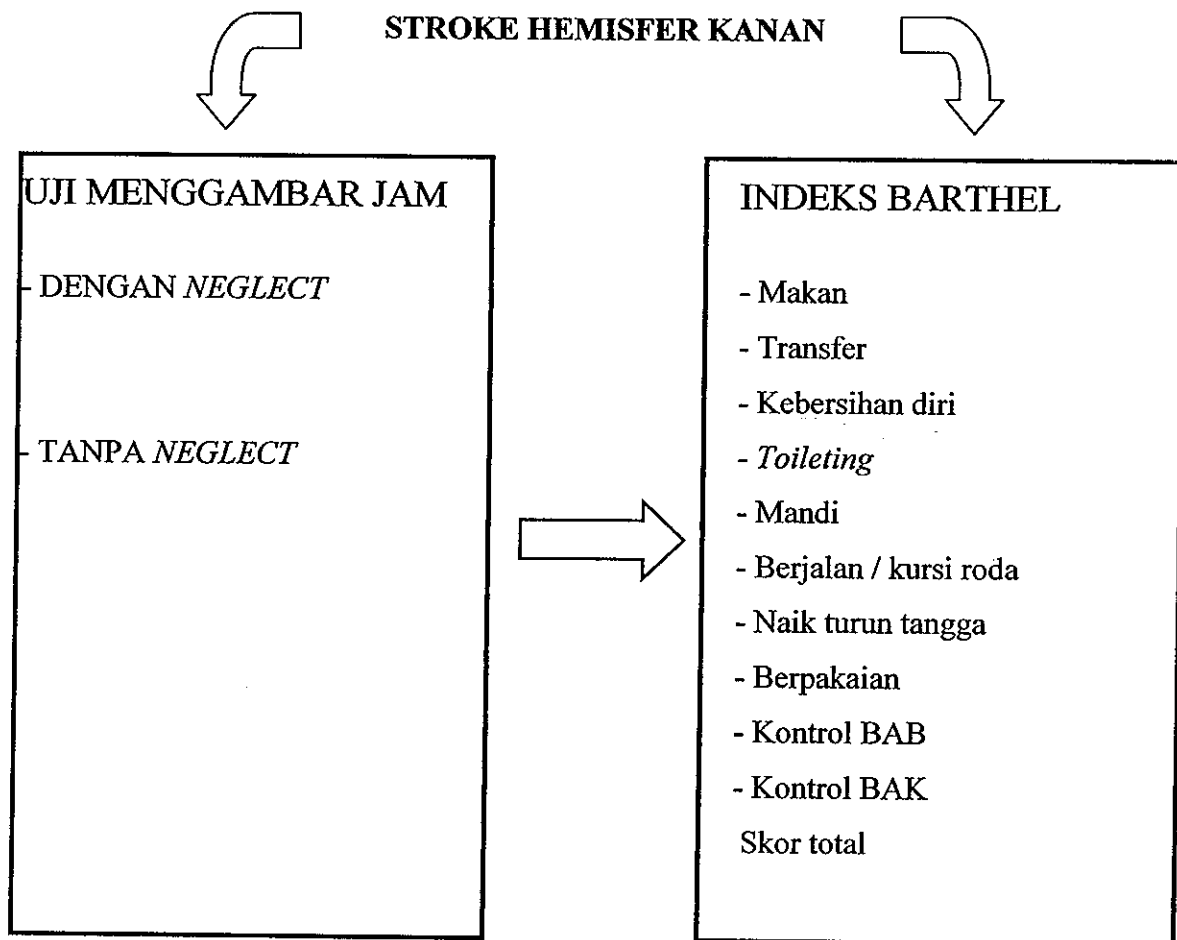 STROKE HEMISFER KANAN
UJI MENGGAMBAR JAM
- DENGAN NEGLECT
- TANPA NEGLECT
INDEKS BARTHEL
- Makan
- Transfer
- Kebersihan diri
- Toileting
- Mandi
- Berjalan / kursi roda
- Naik turun tangga
- Berpakaian
- Kontrol BAB
- Kontrol BAK
Skor total